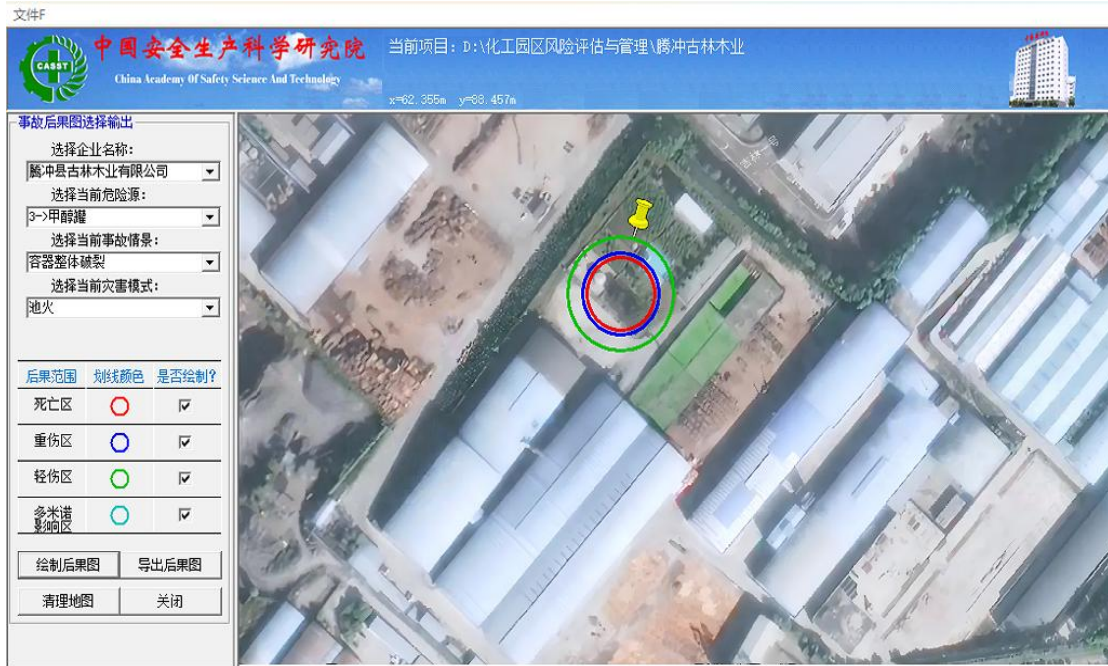 文件F
中国安全生产科学研究院
CASST
China Academy Of Safety Science And Technology
当前项目：D:\化工园区风险评估与管理\腾冲古林木业
x=62.355m y=88.457m
事故后果图选择输出
选择企业名称：
腾冲县古林木业有限公司
选择当前危险源：
3->甲醇罐
选择当前事故情景：
容器整体破裂
选择当前灾害模式：
池火
后果范围 划线颜色 是否绘制?
死亡区
重伤区
轻伤区
多米诺
影响区
绘制后果图 导出后果图
清理地图 关闭